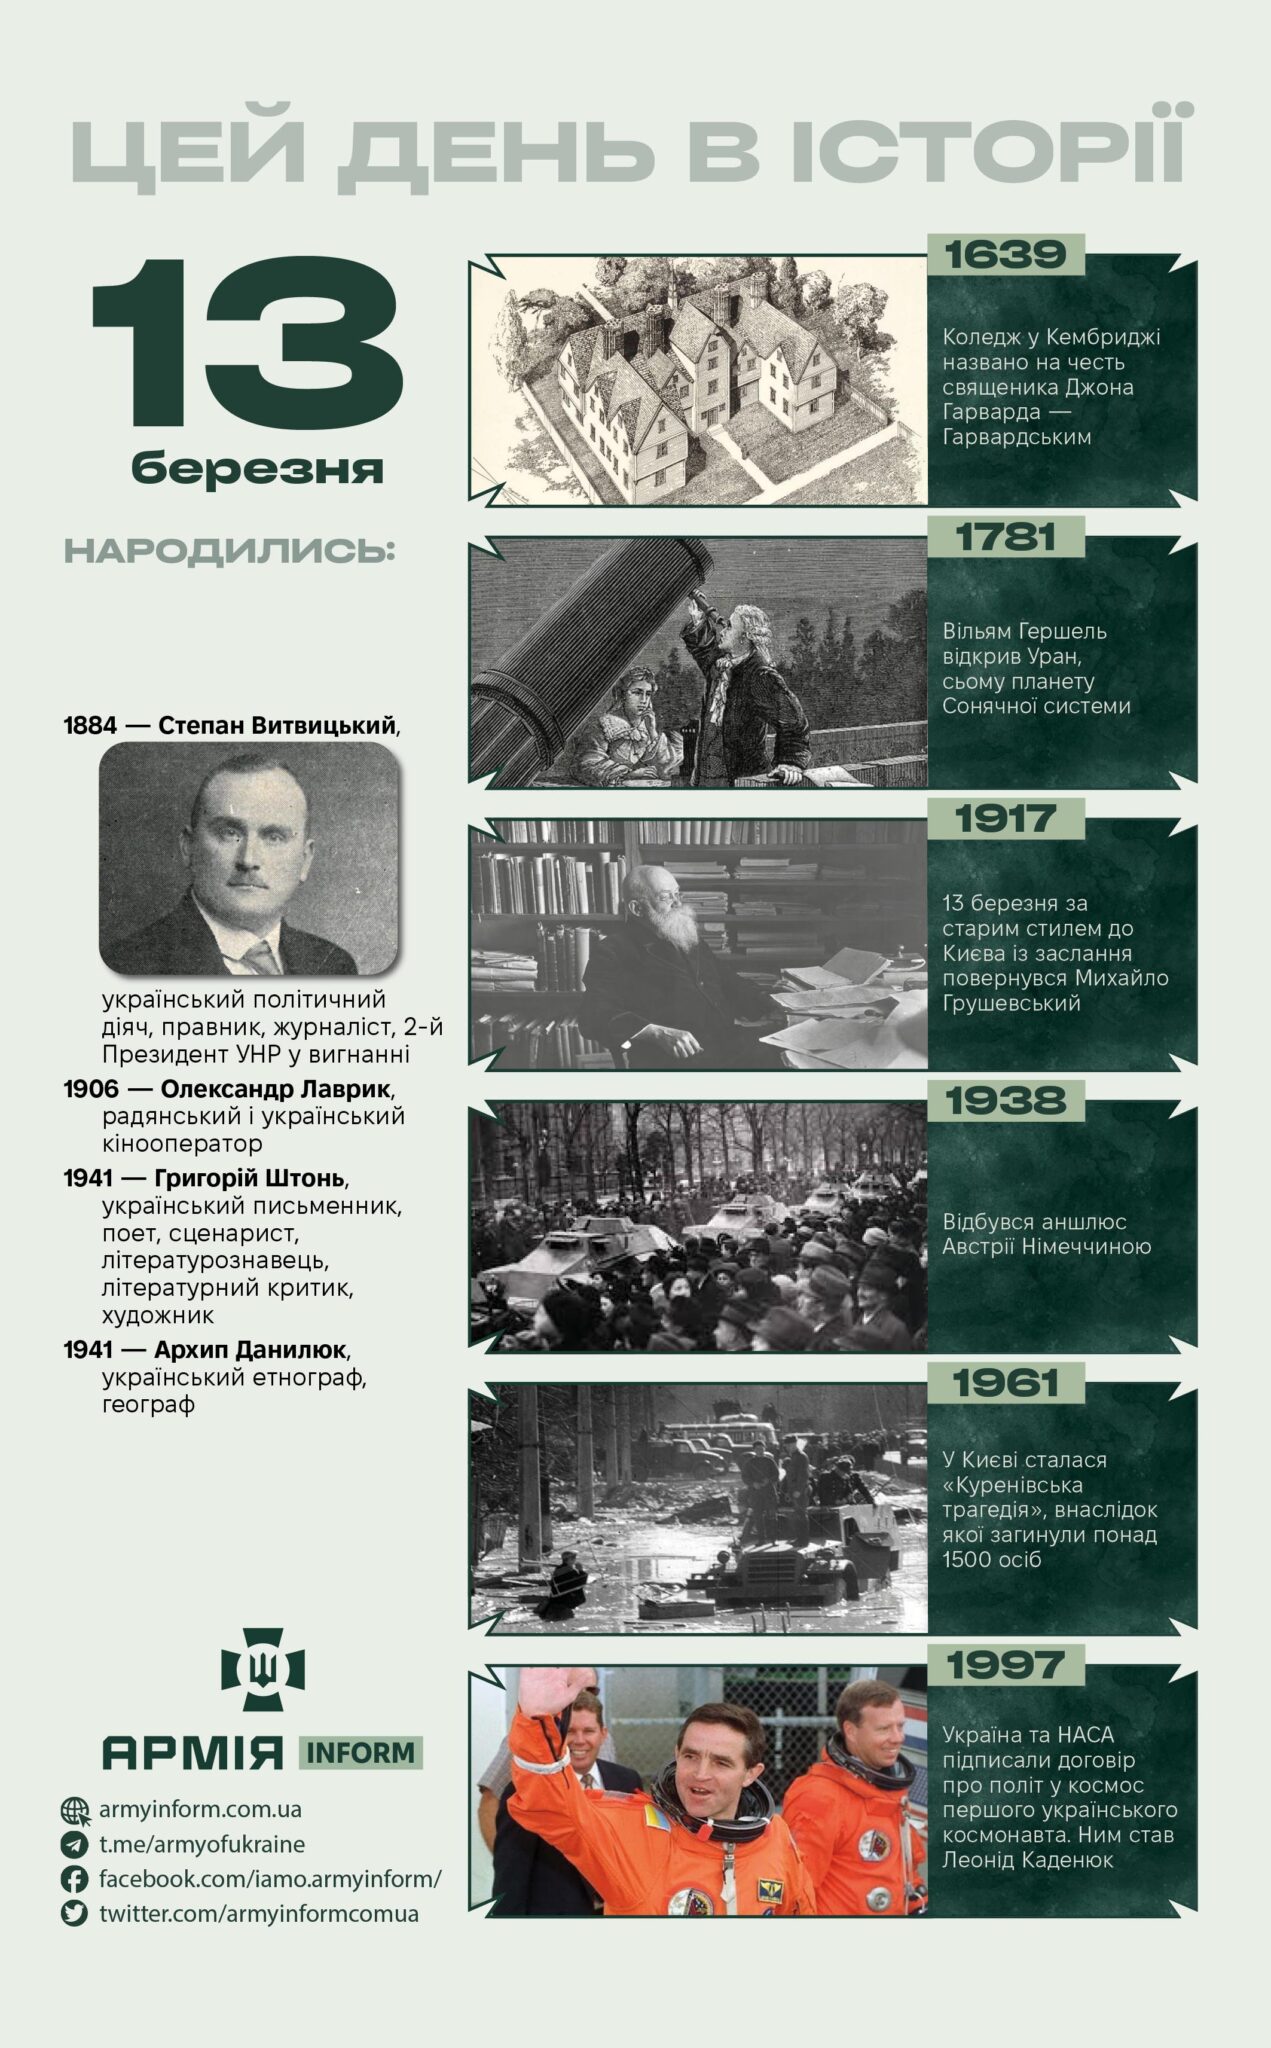 ЦЕЙ ДЕНЬ В ІСТОРІЇ
13
березня
НАРОДИЛИСЬ:
1884 — Степан Витвицький,
український політичний
діяч, правник, журналіст, 2-й
Президент УНР у вигнанні
1906 — Олександр Лаврик,
радянський і український
кінооператор
1941 — Григорій Штонь,
український письменник,
поет, сценарист,
літературознавець,
літературний критик,
художник
1941 — Архип Данилюк,
український етнограф,
географ
1639
Коледж у Кембриджі
названо на честь
священика Джона
Гарварда —
Гарвардським
1781
Вільям Гершель
відкрив Уран,
сьому планету
Сонячної системи
1917
13 березня за
старим стилем до
Києва із заслання
повернувся Михайло
Грушевський
1938
Відбувся аншлюс
Австрії Німеччиною
1961
У Києві сталася
«Куренівська
трагедія», внаслідок
якої загинули понад
1500 осіб
1997
Україна та НАСА
підписали договір
про політ у космос
першого українського
космонавта. Ним став
Леонід Каденюк
АРМІЯ INFORM
armyinform.com.ua
t.me/armyofukraine
facebook.com/iamo.armyinform/
twitter.com/armyinformcomua